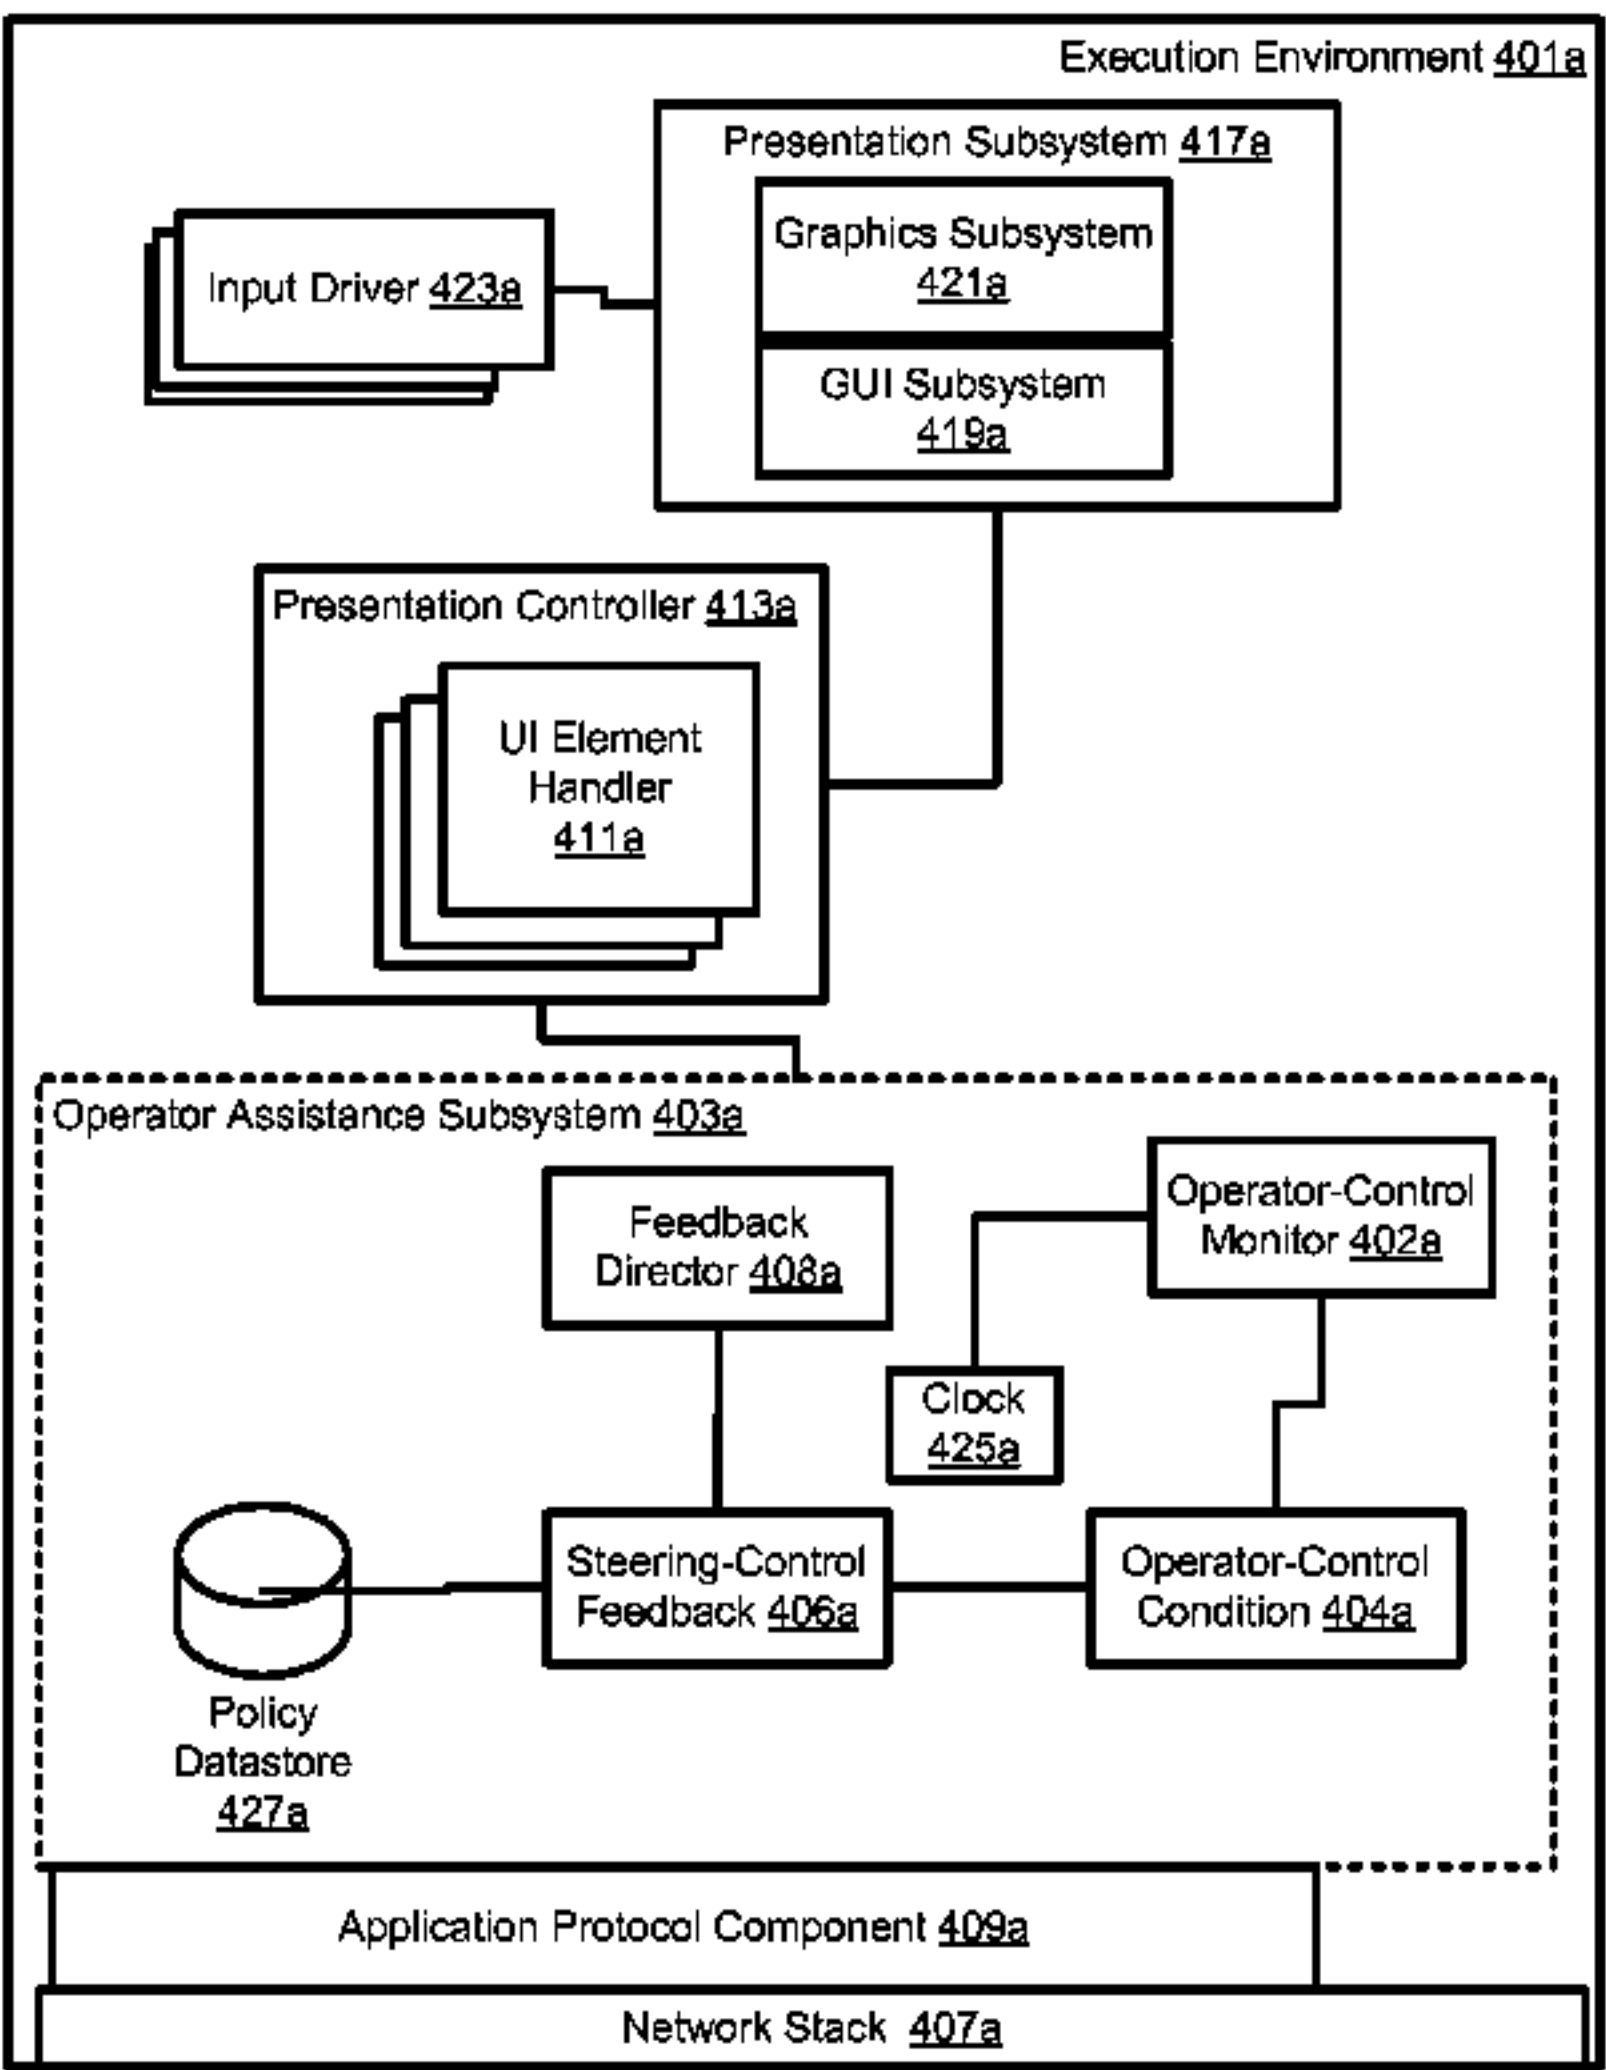 Execution Environment 401a
Presentation Subsystem 417a
Graphics Subsystem
421a
Input Driver 423a
GUI Subsystem
419a
Presentation Controller 413a
UI Element
Handler
411a
Operator Assistance Subsystem 403a
Feedback
Director 408a
Operator-Control
Monitor 402a
Clock
425a
Steering-Control
Feedback 406a
Operator-Control
Condition 404a
Policy
Datastore
427a
Application Protocol Component 409a
Network Stack 407a